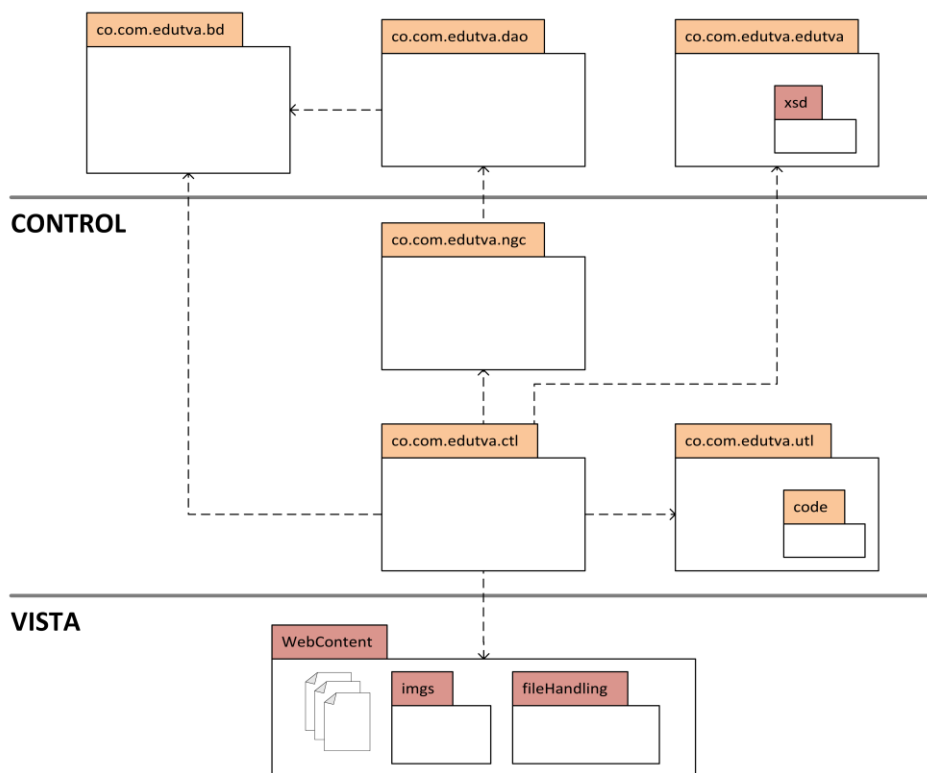 co.com.edutva.bd
co.com.edutva.dao
co.com.edutva.edutva
xsd
CONTROL
co.com.edutva.ngc
co.com.edutva.ctl
co.com.edutva.utl
code
VISTA
WebContent
imgs
fileHandling